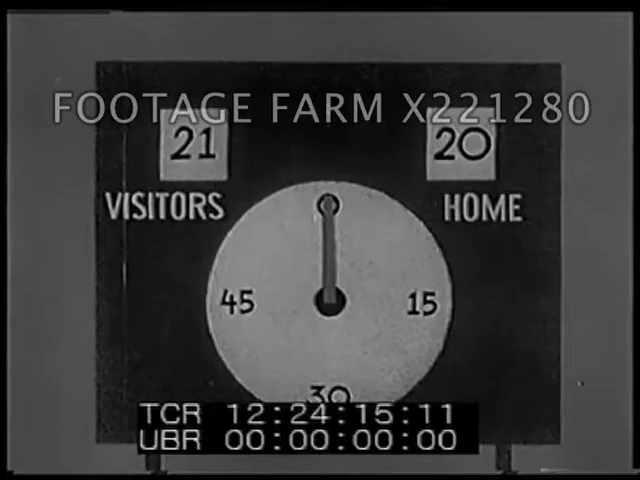 FOOTAGE FARM X221280
21 20
VISITORS HOME
45 15
30
TCR 12:24:15:11
UBR 00:00:00:00